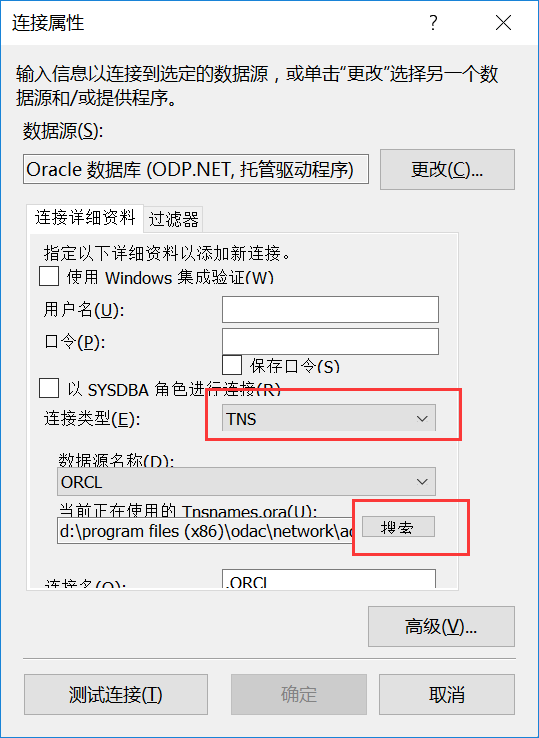 连接属性
?
输入信息以连接到选定的数据源，或单击“更改”选择另一个数
据源和/或提供程序。
数据源(S):
Oracle 数据库 (ODP.NET, 托管驱动程序)
更改(C)...
连接详细资料
过滤器
指定以下详细资料以添加新连接。
使用 Windows 集成验证(W)
用户名(U):
口令(P):
保存口令(S)
以 SYSDBA 角色进行连接(R)
连接类型(E):
TNS
数据源名称(D):
ORCL
当前正在使用的 Tnsnames.ora(U):
d:\program files (x86)\odac\network\ad
搜索
连接名(O):
.ORCL
高级(V)...
测试连接(T)
确定
取消